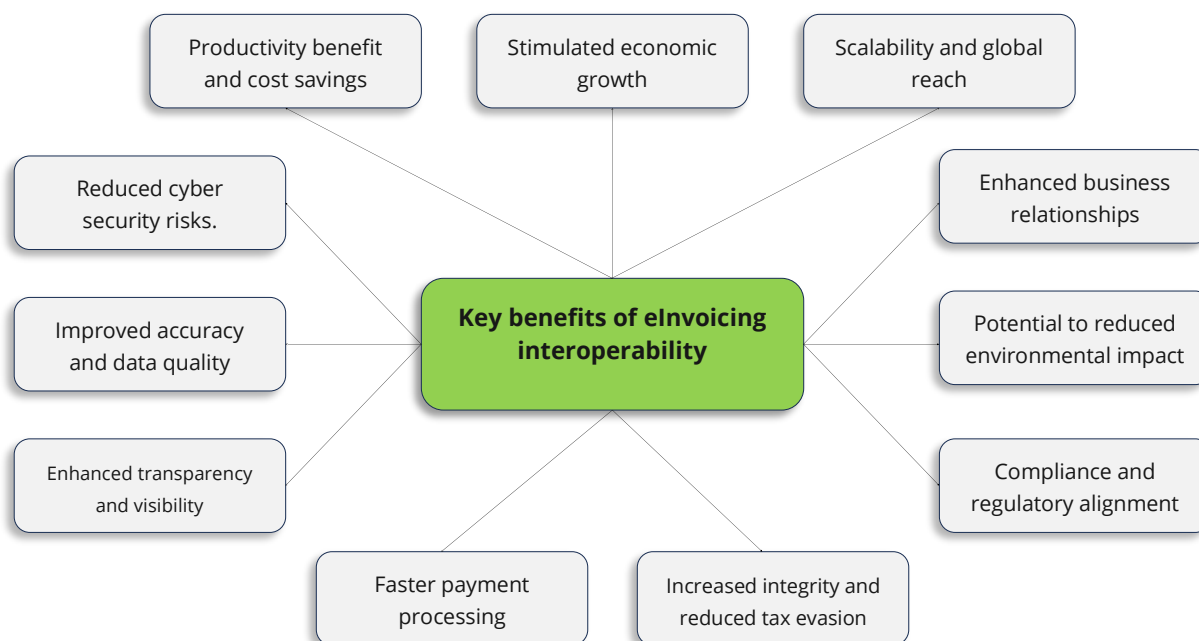 Productivity benefit
and cost savings
Stimulated economic
growth
Scalability and global
reach
Reduced cyber
security risks.
Enhanced business
relationships
Key benefits of eInvoicing
interoperability
Improved accuracy
and data quality
Potential to reduced
environmental impact
Enhanced transparency
and visibility
Compliance and
regulatory alignment
Faster payment
processing
Increased integrity and
reduced tax evasion